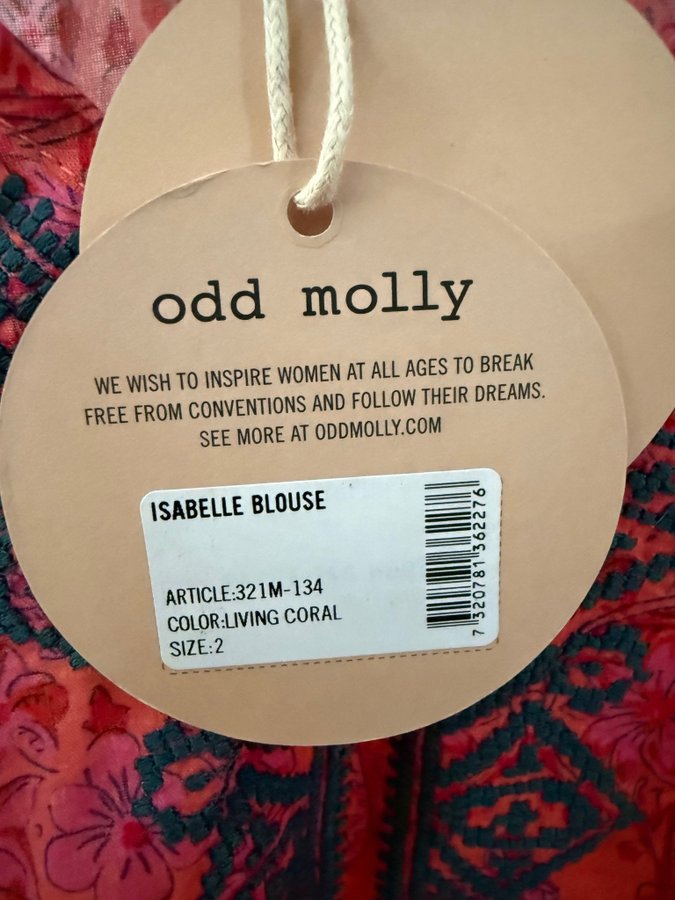 odd molly
WE WISH TO INSPIRE WOMEN AT ALL AGES TO BREAK
FREE FROM CONVENTIONS AND FOLLOW THEIR DREAMS.
SEE MORE AT ODDMOLLY.COM
ISABELLE BLOUSE
ARTICLE:321M-134
COLOR:LIVING CORAL
SIZE:2
7 320781 362276